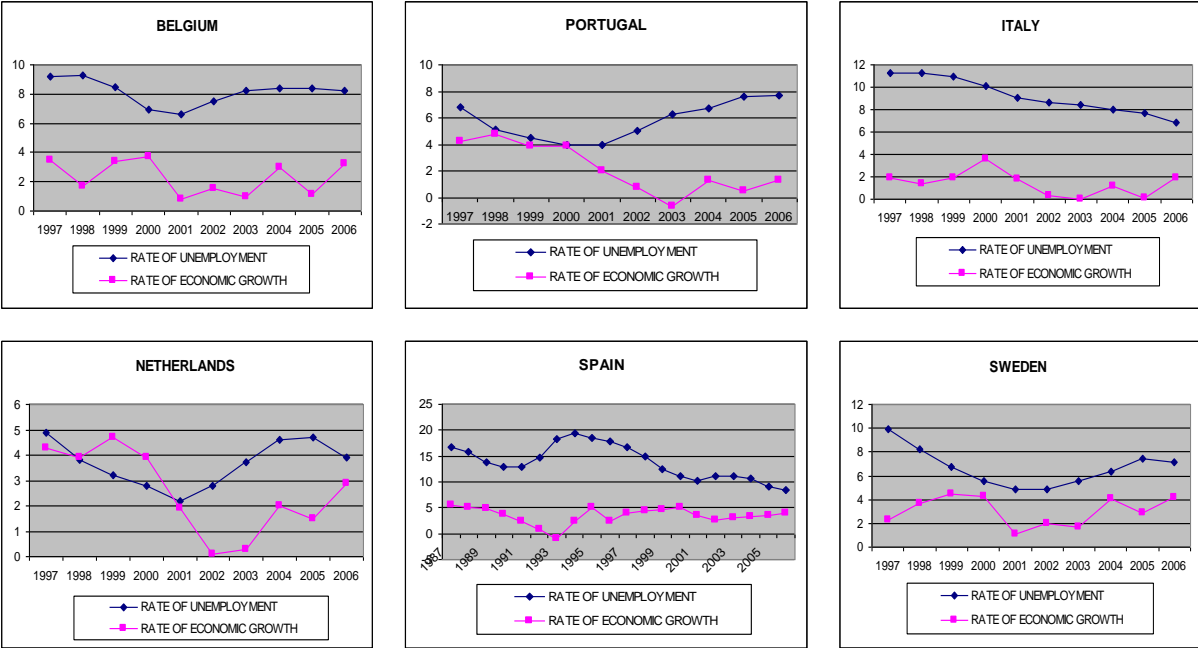 BELGIUM
10
8
6
4
2
0
1997 1998 1999 2000 2001 2002 2003 2004 2005 2006
RATE OF UNEMPLOYMENT
RATE OF ECONOMIC GROWTH
PORTUGAL
10
8
6
4
2
0
-2
1997 1998 1999 2000 2001 2002 2003 2004 2005 2006
RATE OF UNEMPLOYMENT
RATE OF ECONOMIC GROWTH
ITALY
12
10
8
6
4
2
0
1997 1998 1999 2000 2001 2002 2003 2004 2005 2006
RATE OF UNEMPLOYMENT
RATE OF ECONOMIC GROWTH
NETHERLANDS
6
5
4
3
2
1
0
1997 1998 1999 2000 2001 2002 2003 2004 2005 2006
RATE OF UNEMPLOYMENT
RATE OF ECONOMIC GROWTH
SPAIN
25
20
15
10
5
0
1987 1989 1991 1993 1995 1997 1999 2001 2003 2005
RATE OF UNEMPLOYMENT
RATE OF ECONOMIC GROWTH
SWEDEN
12
10
8
6
4
2
0
1997 1998 1999 2000 2001 2002 2003 2004 2005 2006
RATE OF UNEMPLOYMENT
RATE OF ECONOMIC GROWTH